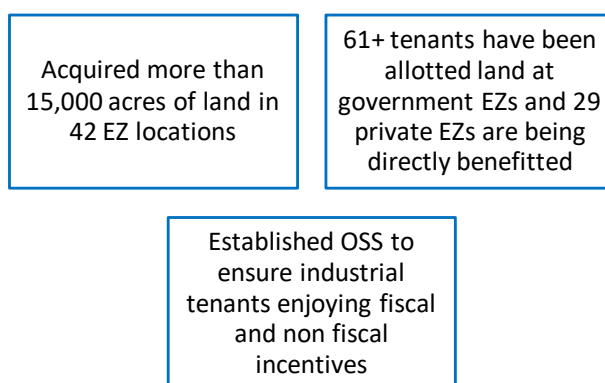 Acquired more than
15,000 acres of land in
42 EZ locations
61+ tenants have been
allotted land at
government EZs and 29
private EZs are being
directly benefitted
Established OSS to
ensure industrial
tenants enjoying fiscal
and non fiscal
incentives